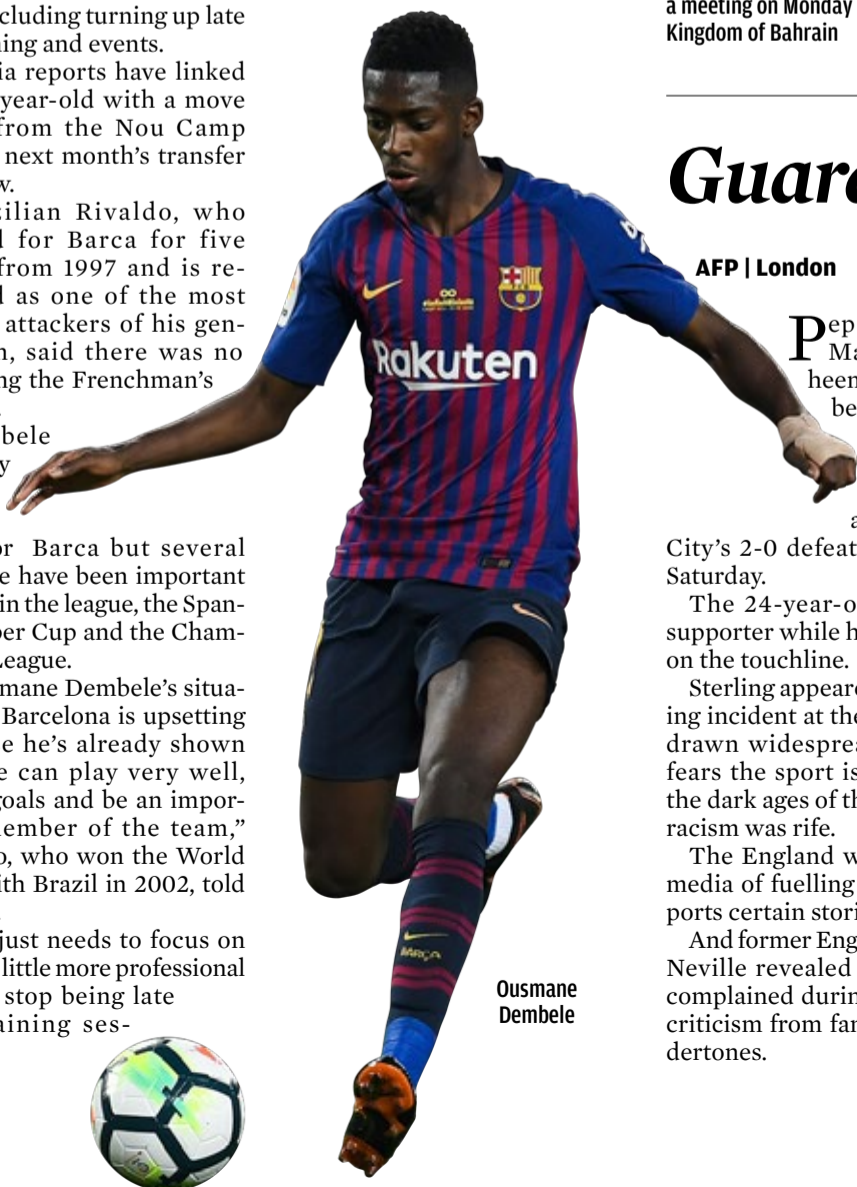 cluding turning up late
ing and events.
ia reports have linked
year-old with a move
from the Nou Camp
next month's transfer
w.
zilian Rivaldo, who
d for Barca for five
from 1997 and is re-
d as one of the most
attackers of his gen-
n, said there was no
ng the Frenchman's
bele
y
or Barca but several
e have been important
in the league, the Span-
per Cup and the Cham-
League.
mane Dembele's situa-
Barcelona is upsetting
e he's already shown
e can play very well,
goals and be an impor-
ember of the team,"
o, who won the World
ith Brazil in 2002, told
just needs to focus on
little more professional
stop being late
aining ses-
Rakuten
BARÇA
Ousmane
Dembele
a meeting on Monday
Kingdom of Bahrain
Guard
AFP | London
Pep
Ma
heem
be
a
City's 2-0 defeat
Saturday.
The 24-year-o
supporter while h
on the touchline.
Sterling appeare
ing incident at the
drawn widesprea
fears the sport is
the dark ages of th
racism was rife.
The England w
media of fuelling
ports certain stori
And former Eng
Neville revealed
complained durin
criticism from fan
dertones.